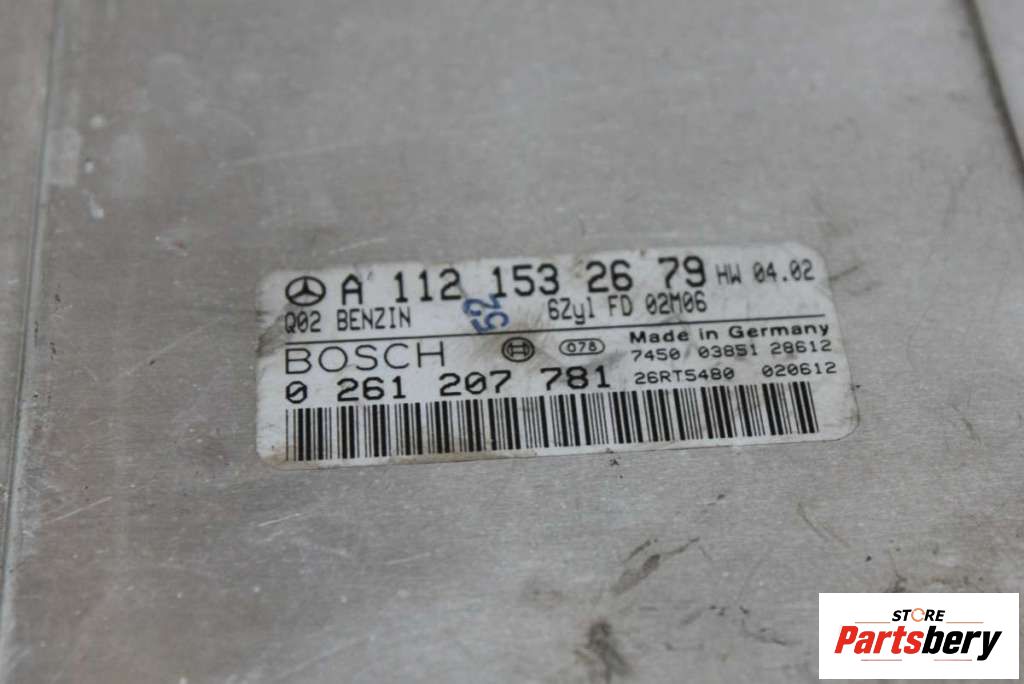 A 112 153 26 79 HW 04.02
Q02 BENZIN 52 6Zyl FD 02M06
BOSCH 078 Made in Germany
7450 03851 28612
0 261 207 781 26RT5480 020612
STORE
Partsbery